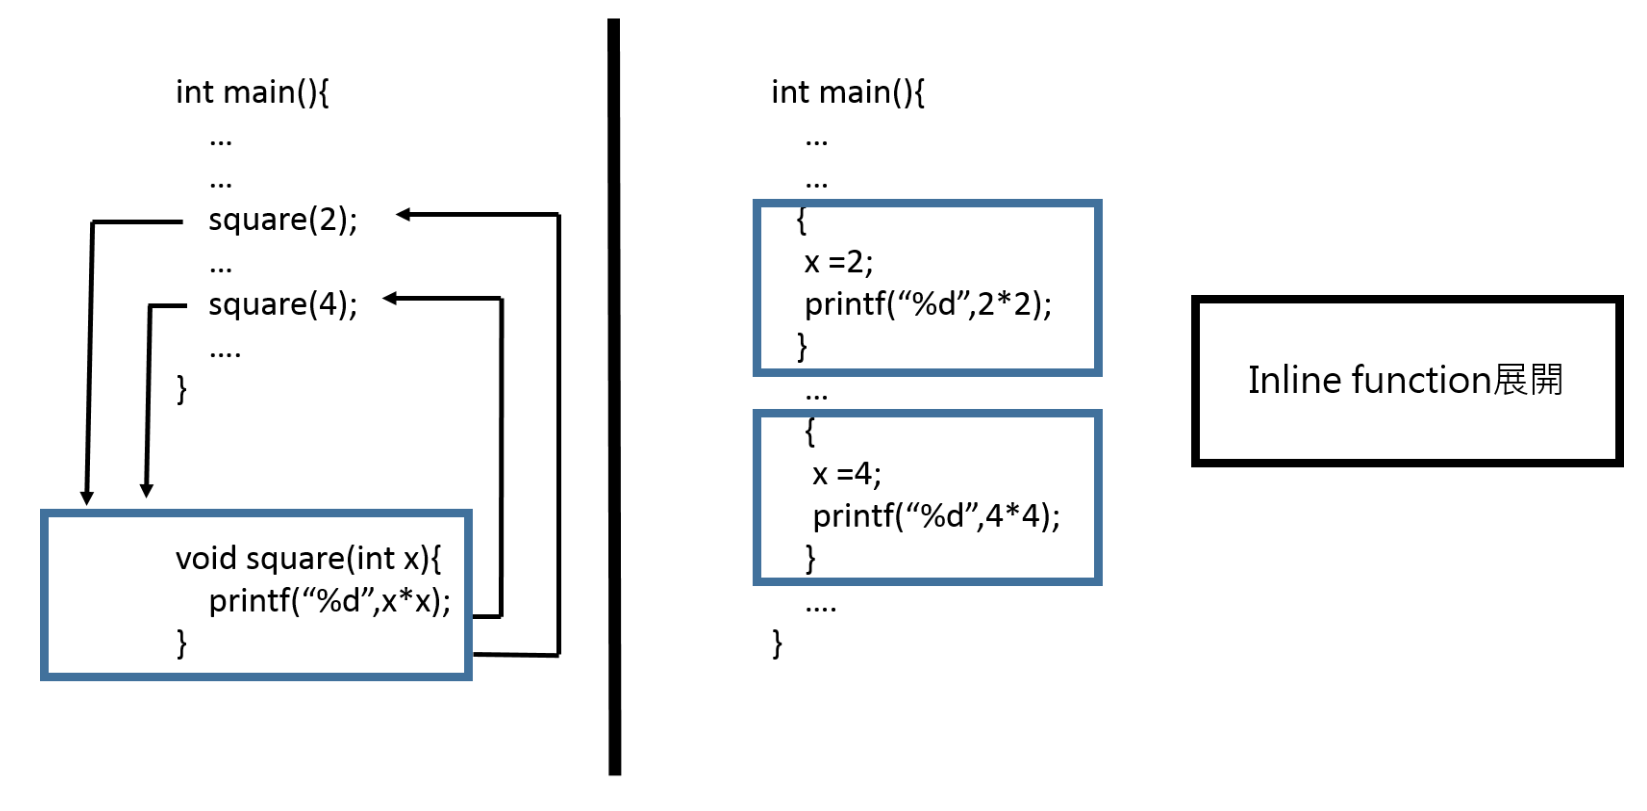 int main(){
...
...
square(2);
...
square(4);
....
}
void square(int x){
printf(“%d”,x*x);
}
int main(){
...
...
{
x =2;
printf(“%d”,2*2);
}
...
{
x =4;
printf(“%d”,4*4);
}
....
}
Inline function展開